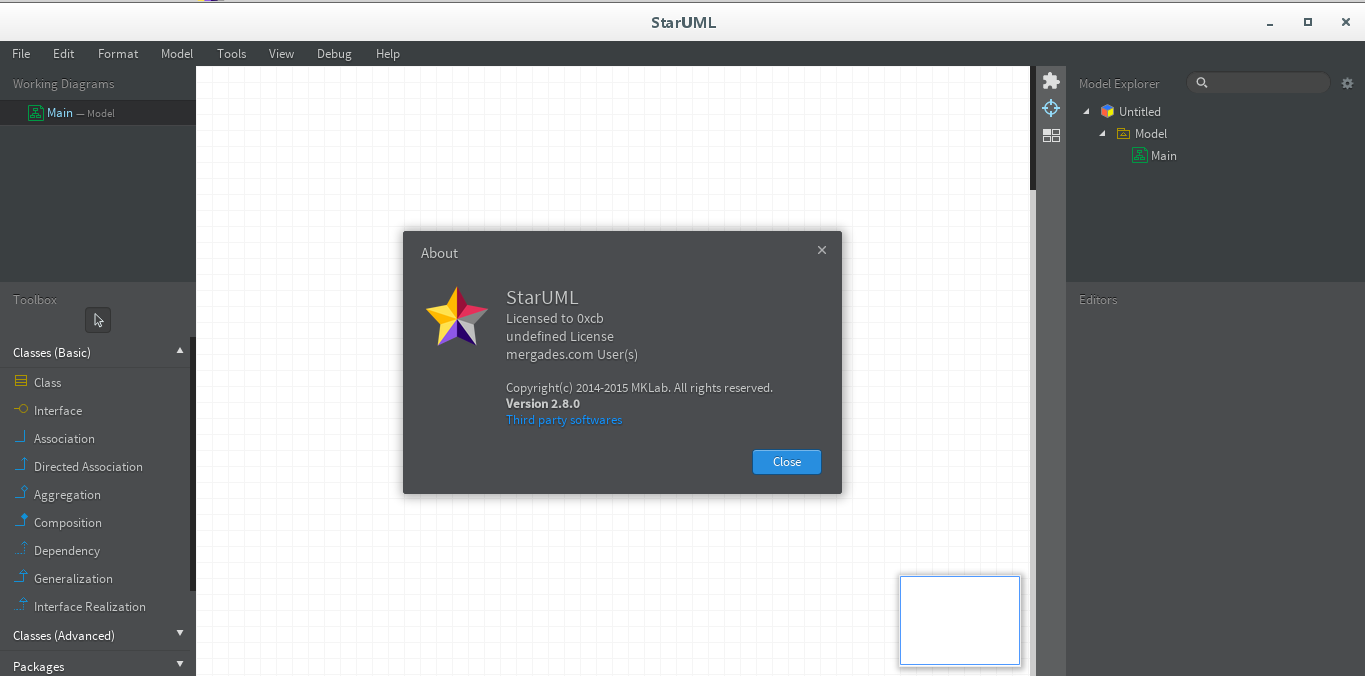 StarUML
File Edit Format Model Tools View Debug Help
Working Diagrams
Main — Model
Toolbox
Classes (Basic)
Class
Interface
Association
Directed Association
Aggregation
Composition
Dependency
Generalization
Interface Realization
Classes (Advanced)
Packages
About
StarUML
Licensed to 0xcb
undefined License
mergades.com User(s)
Copyright(c) 2014-2015 MKLab. All rights reserved.
Version 2.8.0
Third party softwares
Close
Model Explorer
Untitled
Model
Main
Editors